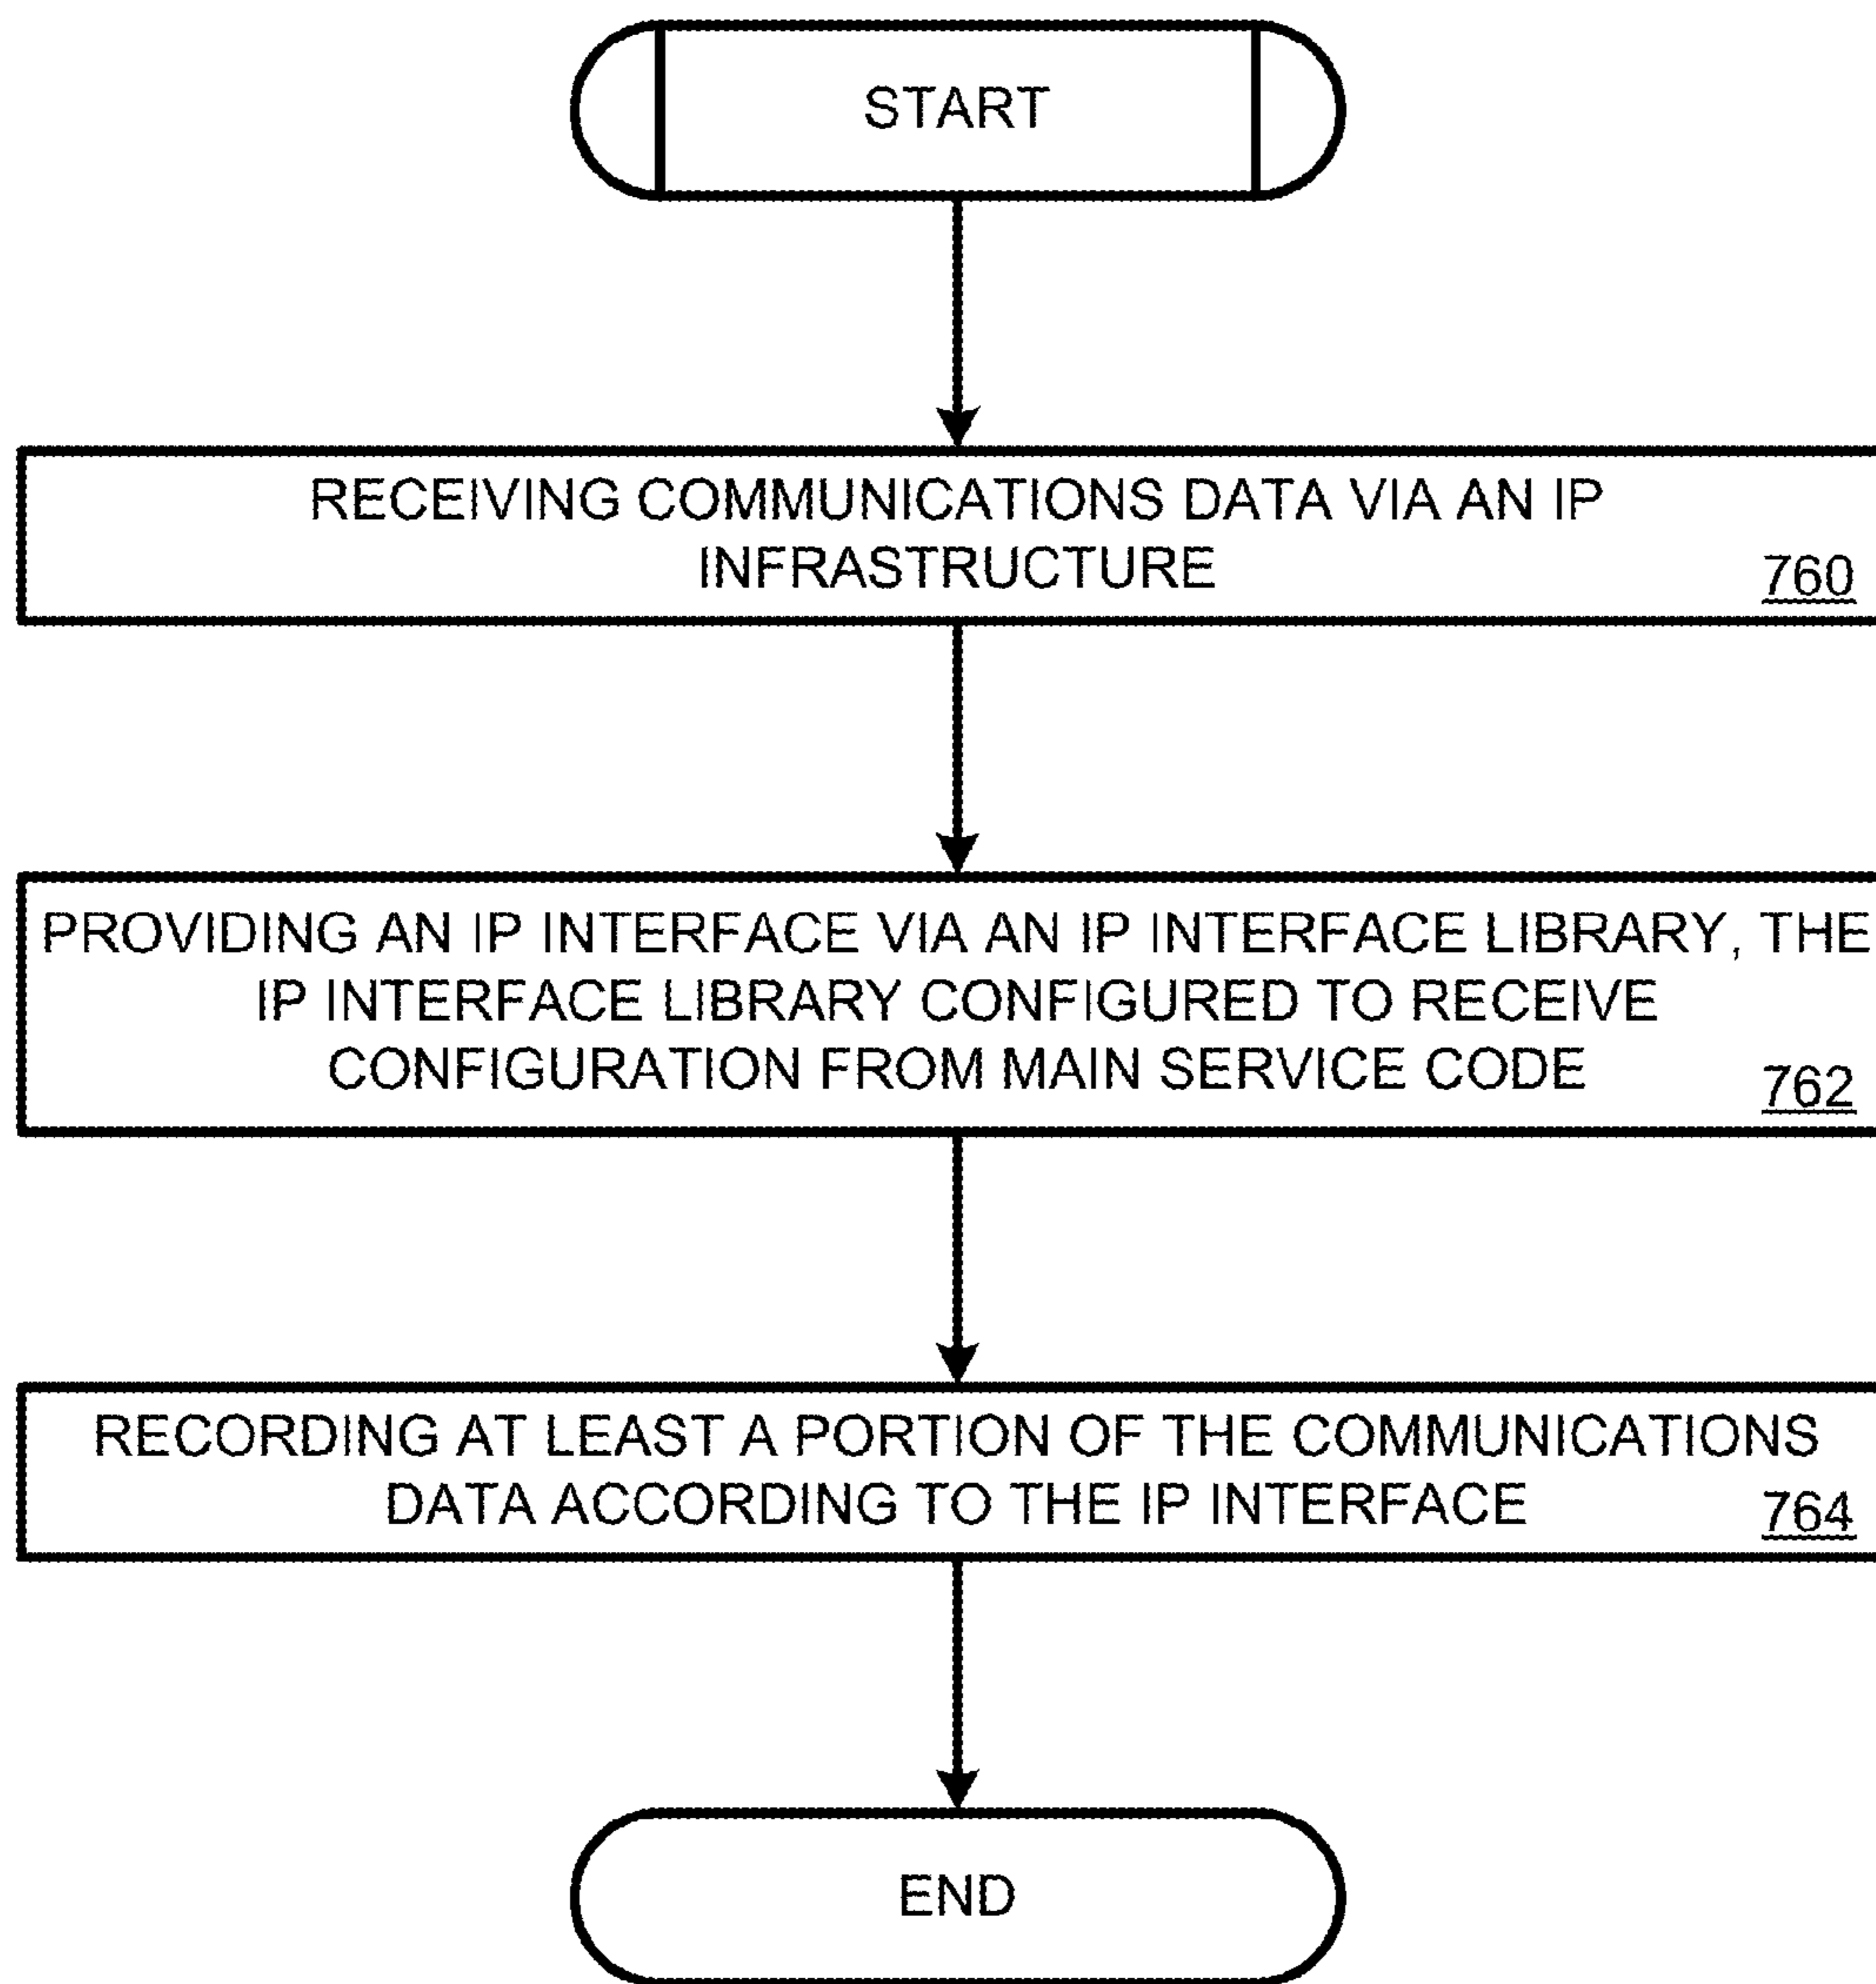 START
RECEIVING COMMUNICATIONS DATA VIA AN IP
INFRASTRUCTURE
760
PROVIDING AN IP INTERFACE VIA AN IP INTERFACE LIBRARY, THE
IP INTERFACE LIBRARY CONFIGURED TO RECEIVE
CONFIGURATION FROM MAIN SERVICE CODE
762
RECORDING AT LEAST A PORTION OF THE COMMUNICATIONS
DATA ACCORDING TO THE IP INTERFACE
764
END